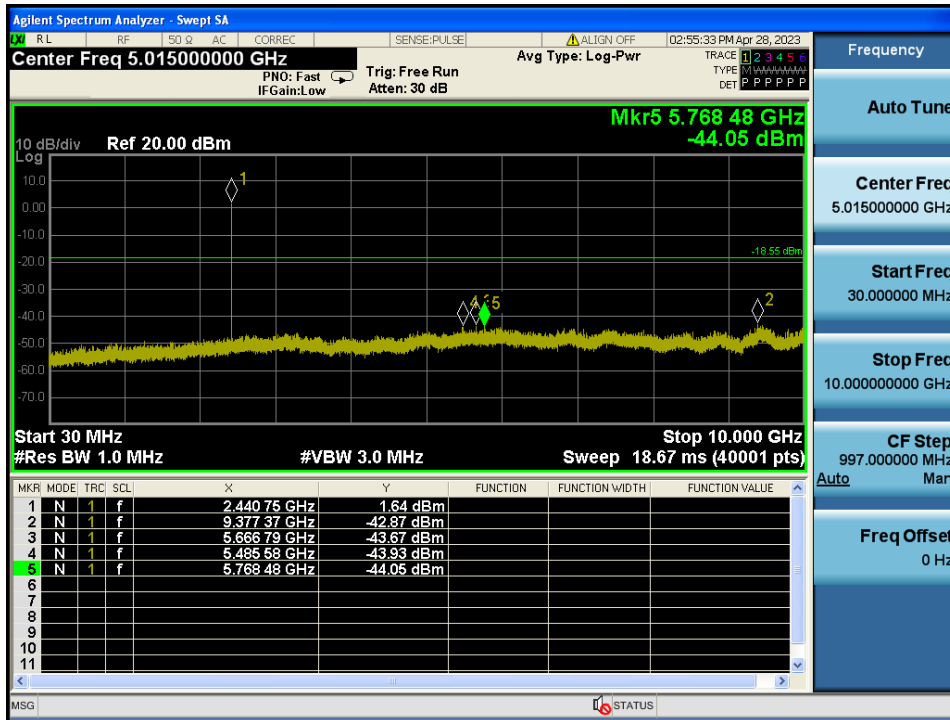 Agilent Spectrum Analyzer - Swept SA
LXI RL RF 50 Ω AC CORREC SENSE:PULSE ALIGN OFF 02:55:33 PM Apr 28, 2023
Center Freq 5.015000000 GHz
PNO: Fast
IFGain:Low
Trig: Free Run
Atten: 30 dB
Avg Type: Log-Pwr
TRACE 1 2 3 4 5 6
TYPE M
DET P P P P P P
Frequency
Auto Tune
Center Freq
5.015000000 GHz
Start Freq
30.000000 MHz
Stop Freq
10.000000000 GHz
CF Step
997.000000 MHz
Auto Man
Freq Offset
0 Hz
Mkr5 5.768 48 GHz
-44.05 dBm
10 dB/div Ref 20.00 dBm
Log
10.0
0.00
-10.0
-20.0
-30.0
-40.0
-50.0
-60.0
-70.0
1
-18.55 dBm
4 5
2
Start 30 MHz Stop 10.000 GHz
#Res BW 1.0 MHz #VBW 3.0 MHz Sweep 18.67 ms (40001 pts)
MKR MODE TRC SCL X Y FUNCTION FUNCTION WIDTH FUNCTION VALUE
1 N 1 f 2.440 75 GHz 1.64 dBm
2 N 1 f 9.377 37 GHz -42.87 dBm
3 N 1 f 5.666 79 GHz -43.67 dBm
4 N 1 f 5.485 58 GHz -43.93 dBm
5 N 1 f 5.768 48 GHz -44.05 dBm
6
7
8
9
10
11
MSG STATUS